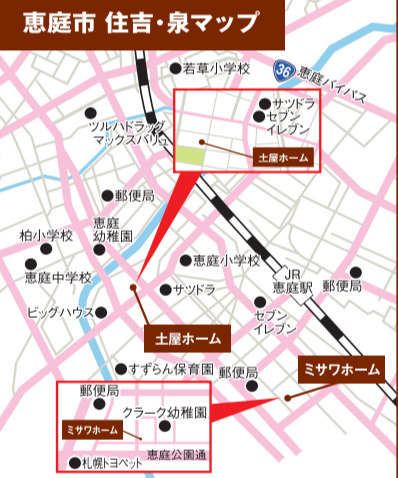 恵庭市 住吉・泉マップ
若草小学校
36
恵庭バイパス
サツドラ
セブン
イレブン
土屋ホーム
ツルハドラッグ
マックスバリュ
郵便局
恵庭
幼稚園
柏小学校
恵庭中学校
恵庭小学校
JR
恵庭駅
郵便局
サツドラ
ビッグハウス
セブン
イレブン
土屋ホーム
すずらん保育園
郵便局
ミサワホーム
郵便局
クラーク幼稚園
ミサワホーム
恵庭公園通
札幌トヨペット